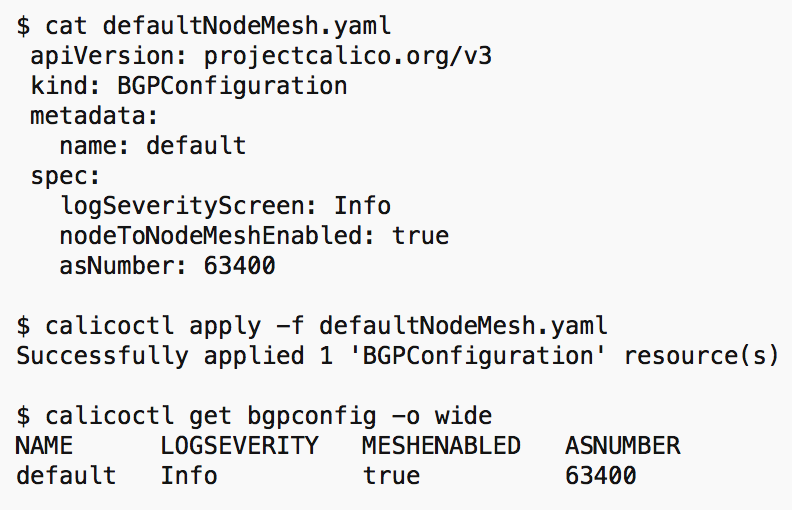 $ cat defaultNodeMesh.yaml
 apiVersion: projectcalico.org/v3
 kind: BGPConfiguration
 metadata:
   name: default
 spec:
   logSeverityScreen: Info
   nodeToNodeMeshEnabled: true
   asNumber: 63400

$ calicoctl apply -f defaultNodeMesh.yaml
Successfully applied 1 'BGPConfiguration' resource(s)

$ calicoctl get bgpconfig -o wide
NAME      LOGSEVERITY   MESHENABLED   ASNUMBER
default   Info          true          63400